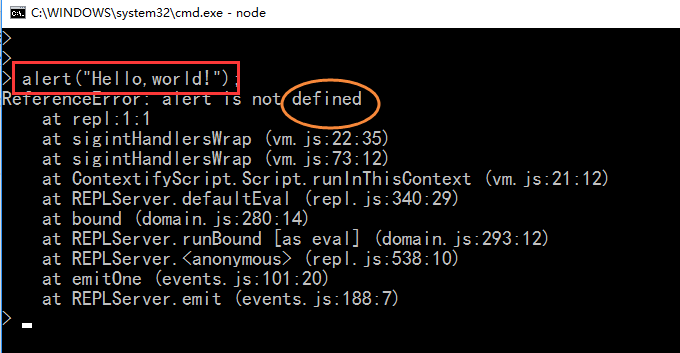 C:\WINDOWS\system32\cmd.exe - node
>
>
> alert("Hello,world!");
ReferenceError: alert is not defined
at repl:1:1
at sigintHandlersWrap (vm.js:22:35)
at sigintHandlersWrap (vm.js:73:12)
at ContextifyScript.Script.runInThisContext (vm.js:21:12)
at REPLServer.defaultEval (repl.js:340:29)
at bound (domain.js:280:14)
at REPLServer.runBound [as eval] (domain.js:293:12)
at REPLServer.<anonymous> (repl.js:538:10)
at emitOne (events.js:101:20)
at REPLServer.emit (events.js:188:7)
>